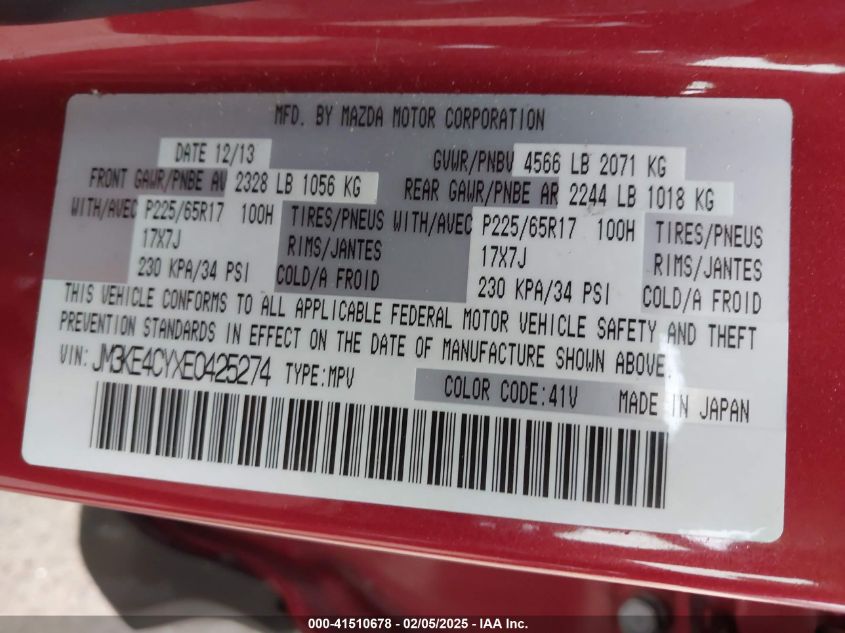 MFD. BY MAZDA MOTOR CORPORATION
DATE 12/13 GVWR/PNBV 4566 LB 2071 KG
FRONT GAWR/PNBE AV 2328 LB 1056 KG REAR GAWR/PNBE AR 2244 LB 1018 KG
WITH/AVEC P225/65R17 100H TIRES/PNEUS WITH/AVEC P225/65R17 100H TIRES/PNEUS
17X7J RIMS/JANTES 17X7J RIMS/JANTES
230 KPA/34 PSI COLD/A FROID 230 KPA/34 PSI COLD/A FROID
THIS VEHICLE CONFORMS TO ALL APPLICABLE FEDERAL MOTOR VEHICLE SAFETY AND THEFT
PREVENTION STANDARDS IN EFFECT ON THE DATE OF MANUFACTURE SHOWN ABOVE.
VIN: JM3KE4CYXE0425274 TYPE:MPV COLOR CODE:41V MADE IN JAPAN
000-41510678 - 02/05/2025 - IAA Inc.